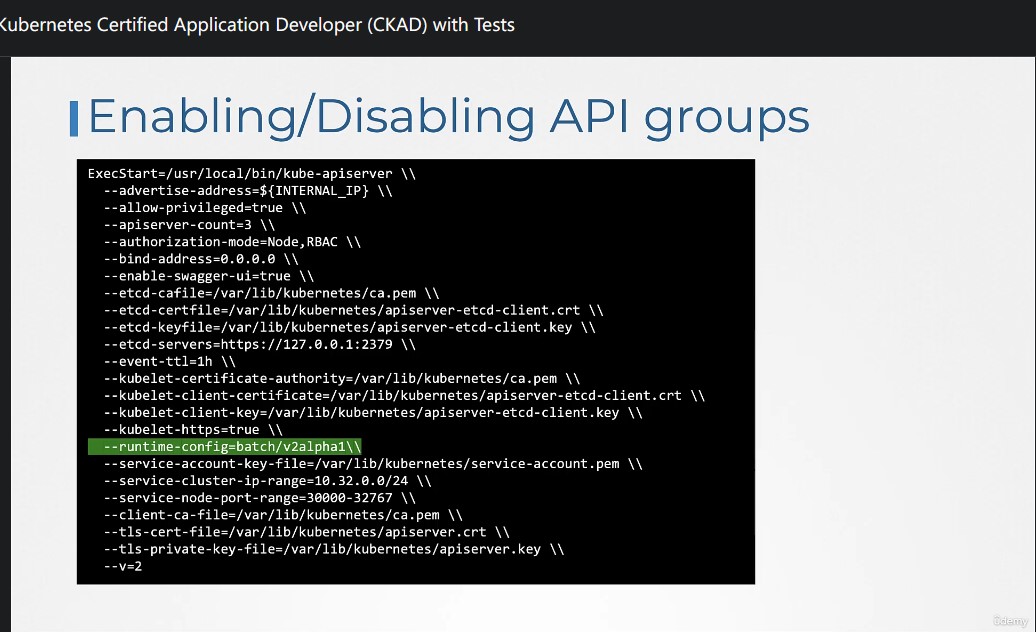 Kubernetes Certified Application Developer (CKAD) with Tests
Enabling/Disabling API groups
ExecStart=/usr/local/bin/kube-apiserver \\
--advertise-address=${INTERNAL_IP} \\
--allow-privileged=true \\
--apiserver-count=3 \\
--authorization-mode=Node,RBAC \\
--bind-address=0.0.0.0 \\
--enable-swagger-ui=true \\
--etcd-cafile=/var/lib/kubernetes/ca.pem \\
--etcd-certfile=/var/lib/kubernetes/apiserver-etcd-client.crt \\
--etcd-keyfile=/var/lib/kubernetes/apiserver-etcd-client.key \\
--etcd-servers=https://127.0.0.1:2379 \\
--event-ttl=1h \\
--kubelet-certificate-authority=/var/lib/kubernetes/ca.pem \\
--kubelet-client-certificate=/var/lib/kubernetes/apiserver-etcd-client.crt \\
--kubelet-client-key=/var/lib/kubernetes/apiserver-etcd-client.key \\
--kubelet-https=true \\
--runtime-config=batch/v2alpha1\\
--service-account-key-file=/var/lib/kubernetes/service-account.pem \\
--service-cluster-ip-range=10.32.0.0/24 \\
--service-node-port-range=30000-32767 \\
--client-ca-file=/var/lib/kubernetes/ca.pem \\
--tls-cert-file=/var/lib/kubernetes/apiserver.crt \\
--tls-private-key-file=/var/lib/kubernetes/apiserver.key \\
--v=2
Udemy